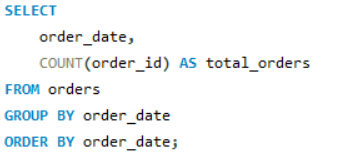 SELECT
    order_date,
    COUNT(order_id) AS total_orders
FROM orders
GROUP BY order_date
ORDER BY order_date;